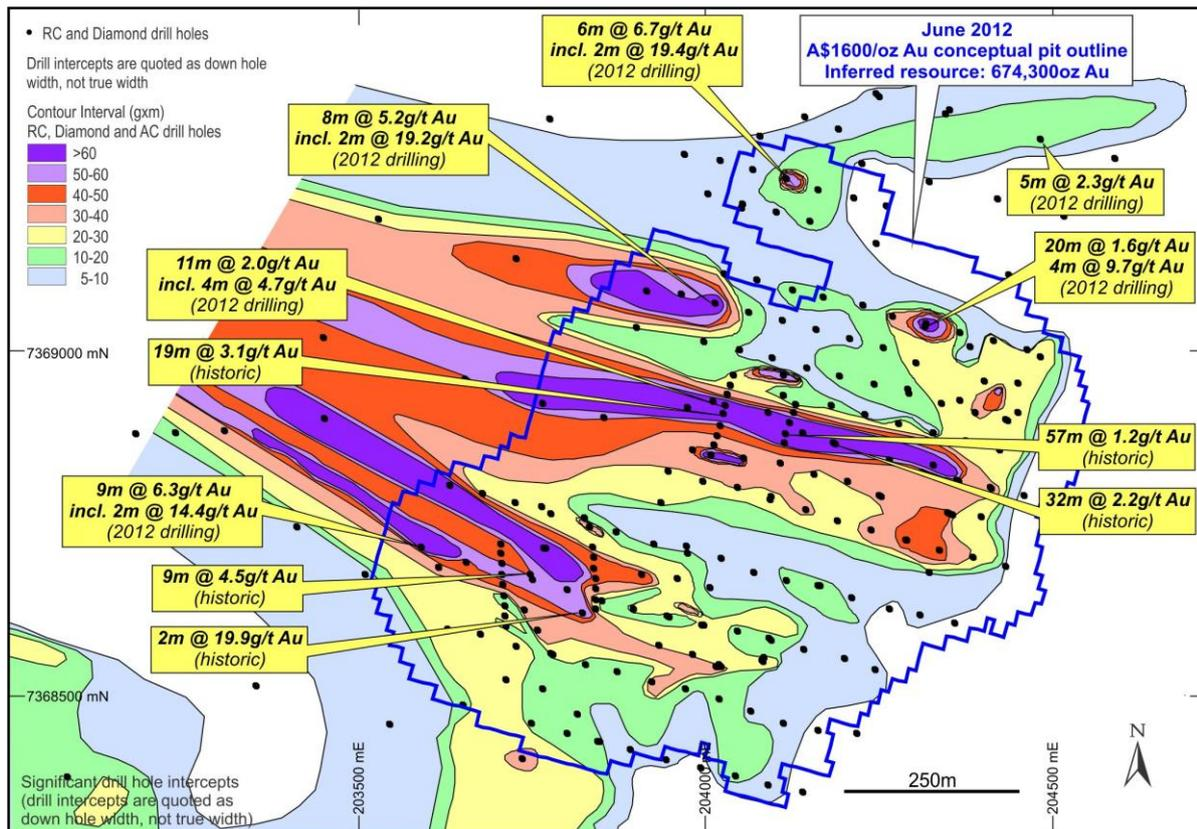 RC and Diamond drill holes
Drill intercepts are quoted as down hole
width, not true width
Contour Interval (gxm)
RC, Diamond and AC drill holes
>60
50-60
40-50
30-40
20-30
10-20
5-10
6m @ 6.7g/t Au
incl. 2m @ 19.4g/t Au
(2012 drilling)
June 2012
A$1600/oz Au conceptual pit outline
Inferred resource: 674,300oz Au
8m @ 5.2g/t Au
incl. 2m @ 19.2g/t Au
(2012 drilling)
5m @ 2.3g/t Au
(2012 drilling)
20m @ 1.6g/t Au
4m @ 9.7g/t Au
(2012 drilling)
11m @ 2.0g/t Au
incl. 4m @ 4.7g/t Au
(2012 drilling)
7369000 mN
19m @ 3.1g/t Au
(historic)
57m @ 1.2g/t Au
(historic)
32m @ 2.2g/t Au
(historic)
9m @ 6.3g/t Au
incl. 2m @ 14.4g/t Au
(2012 drilling)
9m @ 4.5g/t Au
(historic)
2m @ 19.9g/t Au
(historic)
7368500 mN
203500 mE
204000 mE
204500 mE
N
250m
Significant drill hole intercepts
(drill intercepts are quoted as
down hole width, not true width)